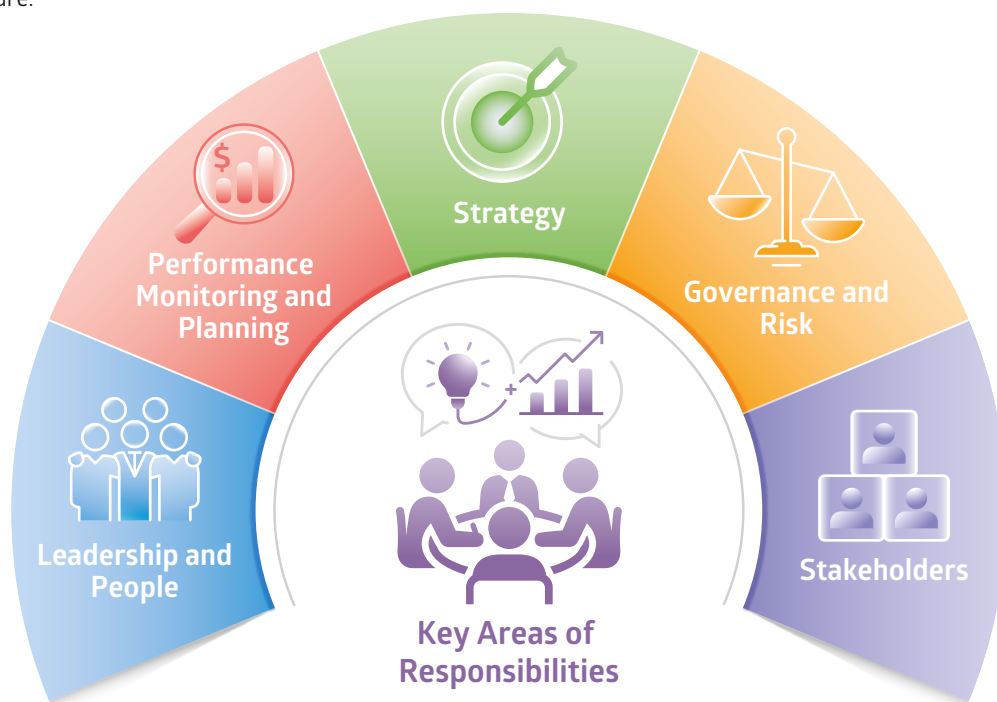 Strategy
Performance
Monitoring and
Planning
$
Governance and
Risk
Leadership and
People
Stakeholders
Key Areas of
Responsibilities